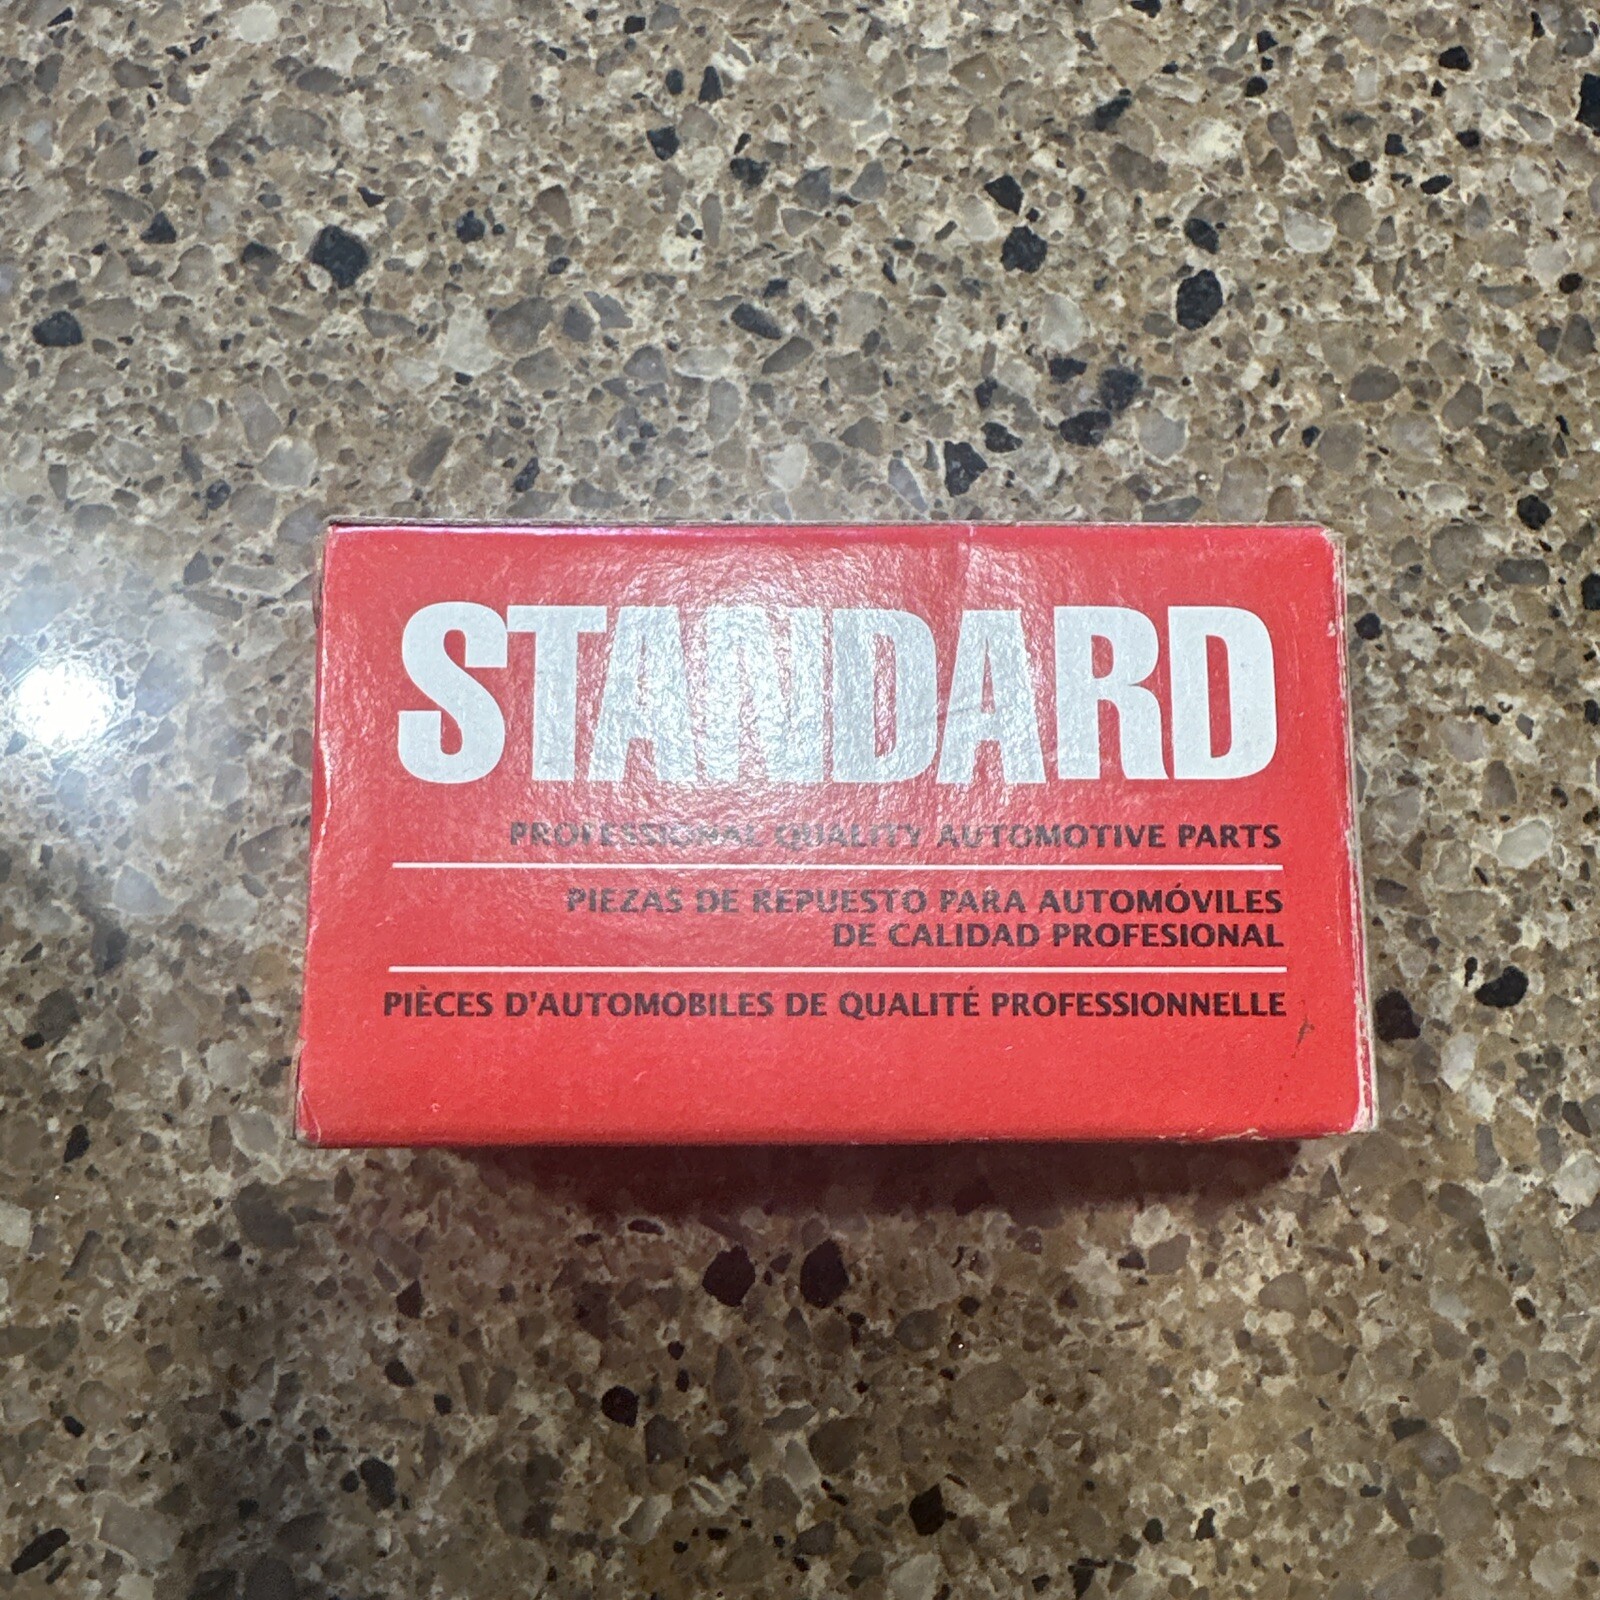 STANDARD
PROFESSIONAL QUALITY AUTOMOTIVE PARTS
PIEZAS DE REPUESTO PARA AUTOMÓVILES
DE CALIDAD PROFESIONAL
PIÈCES D'AUTOMOBILES DE QUALITÉ PROFESSIONNELLE